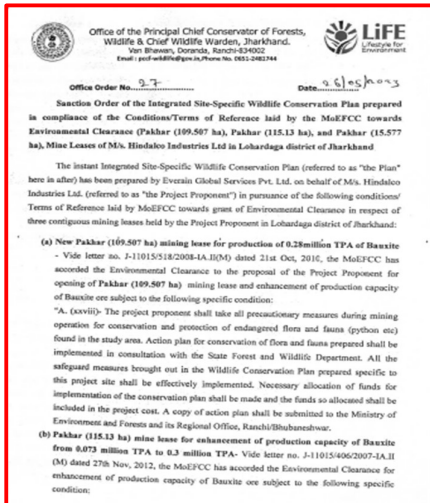 Office of the Principal Chief Conservator of Forests,
Wildlife & Chief Wildlife Warden, Jharkhand.
Van Bhawan, Doranda, Ranchi-834002
Email : pccf-wildlife@gov.in,Phone No. 0651-2481744
LiFE
Lifestyle for
Environment
Office Order No. 27 Date 26/05/2023
Sanction Order of the Integrated Site-Specific Wildlife Conservation Plan prepared
in compliance of the Conditions/Terms of Reference laid by the MoEFCC towards
Environmental Clearance (Pakhar (109.507 ha), Pakhar (115.13 ha), and Pakhar (15.577
ha), Mine Leases of M/s. Hindalco Industries Ltd in Lohardaga district of Jharkhand
The instant Integrated Site-Specific Wildlife Conservation Plan (referred to as "the Plan"
here in after) has been prepared by Everain Global Services Pvt. Ltd. on behalf of M/s. Hindalco
Industries Ltd. (referred to as "the Project Proponent") in pursuance of the following conditions/
Terms of Reference laid by MoEFCC towards grant of Environmental Clearance in respect of
three contiguous mining leases held by the Project Proponent in Lohardaga district of Jharkhand:
(a) New Pakhar (109.507 ha) mining lease for production of 0.28million TPA of Bauxite
- Vide letter no. J-11015/518/2008-IA.II(M) dated 21st Oct, 2010, the MoEFCC has
accorded the Environmental Clearance to the proposal of the Project Proponent for
opening of Pakhar (109.507 ha) mining lease and enhancement of production capacity
of Bauxite ore subject to the following specific condition:
"A. (xxviii)- The project proponent shall take all precautionary measures during mining
operation for conservation and protection of endangered flora and fauna (python etc)
found in the study area. Action plan for conservation of flora and fauna prepared shall be
implemented in consultation with the State Forest and Wildlife Department. All the
safeguard measures brought out in the Wildlife Conservation Plan prepared specific to
this project site shall be effectively implemented. Necessary allocation of funds for
implementation of the conservation plan shall be made and the funds so allocated shall be
included in the project cost. A copy of action plan shall be submitted to the Ministry of
Environment and Forests and its Regional Office, Ranchi/Bhubaneshwar.
(b) Pakhar (115.13 ha) mine lease for enhancement of production capacity of Bauxite
from 0.073 million TPA to 0.3 million TPA- Vide letter no - J-11015/406/2007-IA.II
(M) dated 27th Nov, 2012, the MoEFCC has accorded the Environmental Clearance for
enhancement of production capacity of Bauxite ore subject to the following specific
condition: